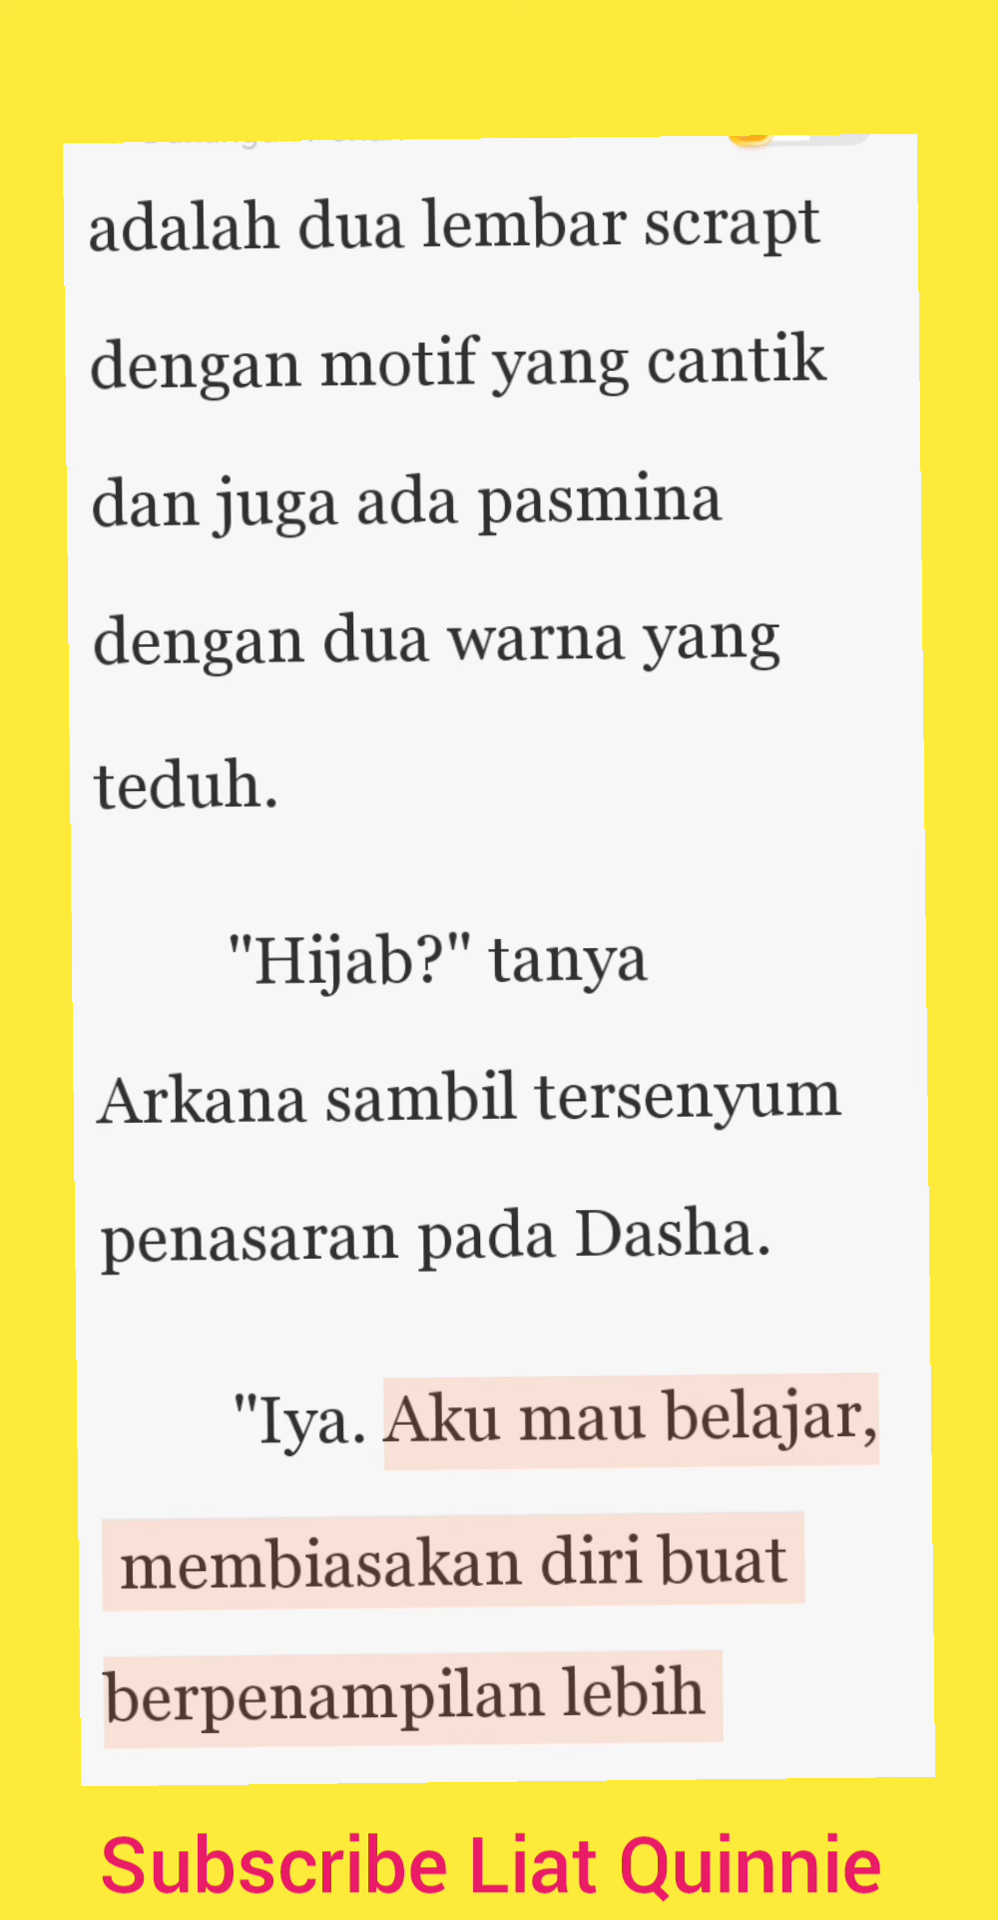 adalah dua lembar scrapt
dengan motif yang cantik
dan juga ada pasmina
dengan dua warna yang
teduh.
"Hijab?" tanya
Arkana sambil tersenyum
penasaran pada Dasha.
"Iya. Aku mau belajar,
membiasakan diri buat
berpenampilan lebih
Subscribe Liat Quinnie